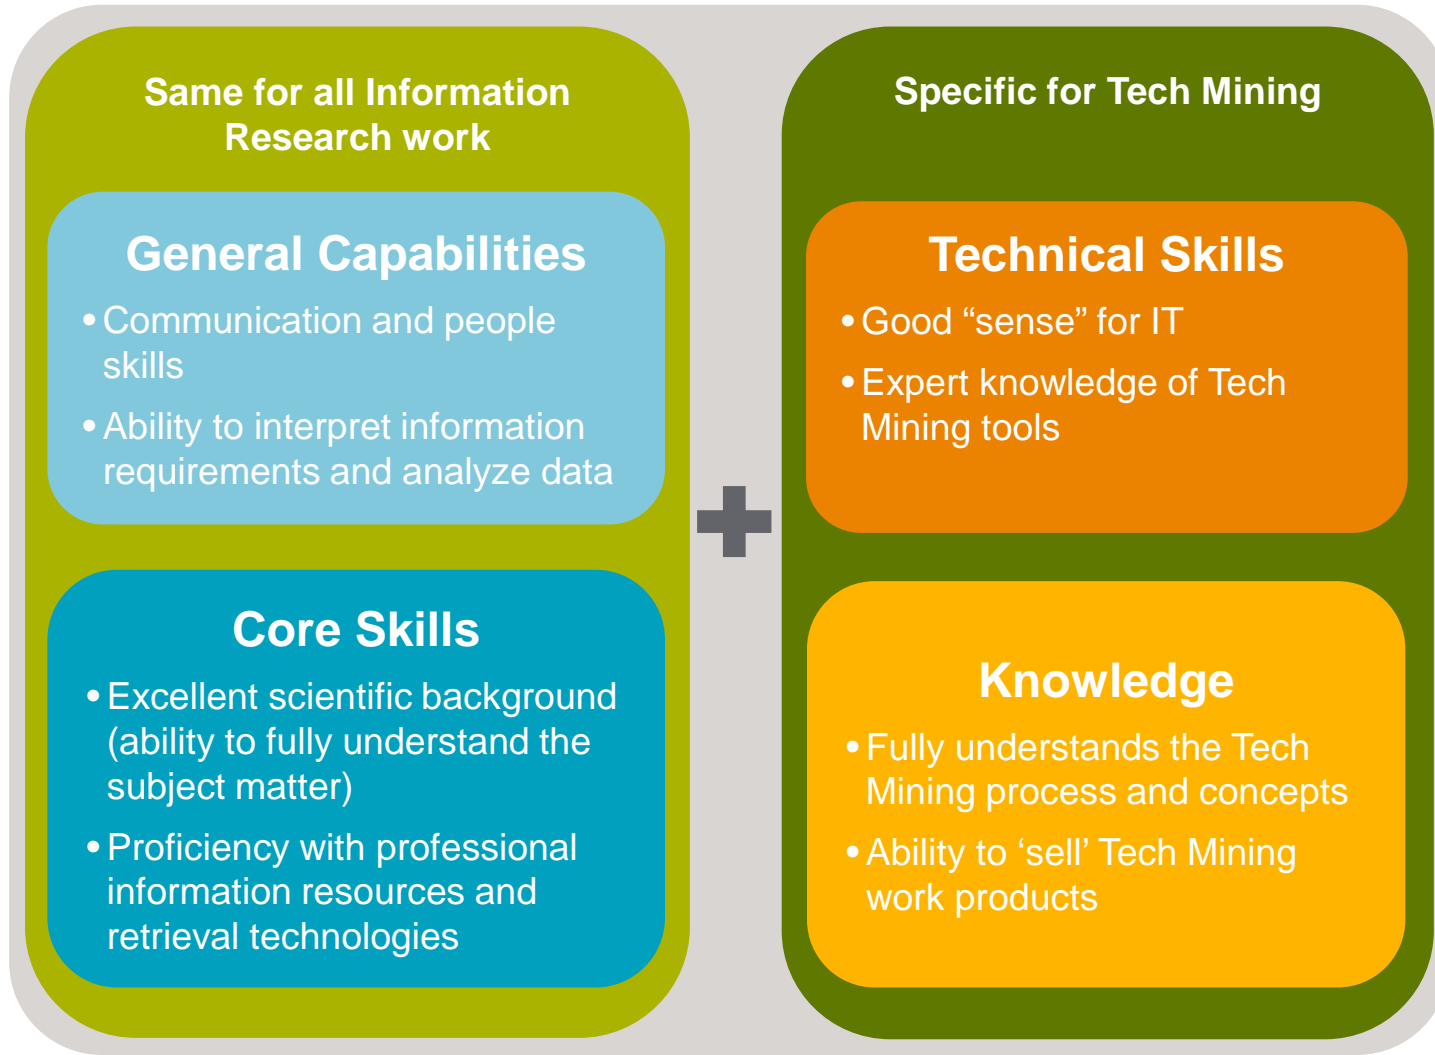 Same for all Information
Research work
General Capabilities
• Communication and people
skills
• Ability to interpret information
requirements and analyze data
Core Skills
• Excellent scientific background
(ability to fully understand the
subject matter)
• Proficiency with professional
information resources and
retrieval technologies
Specific for Tech Mining
Technical Skills
• Good “sense” for IT
• Expert knowledge of Tech
Mining tools
Knowledge
• Fully understands the Tech
Mining process and concepts
• Ability to ‘sell’ Tech Mining
work products